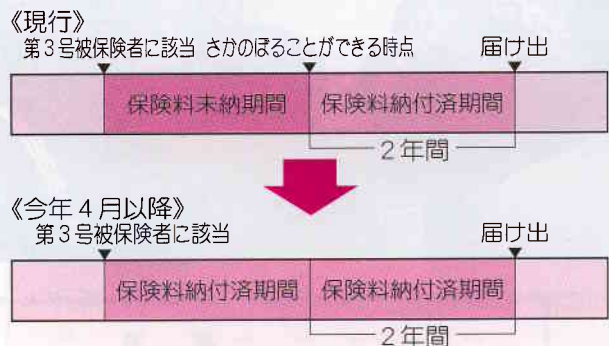 《現行》
第3号被保険者に該当 さかのぼることができる時点 届け出
保険料未納期間 保険料納付済期間
2年間
《今年4月以降》
第3号被保険者に該当 届け出
保険料納付済期間 保険料納付済期間
2年間